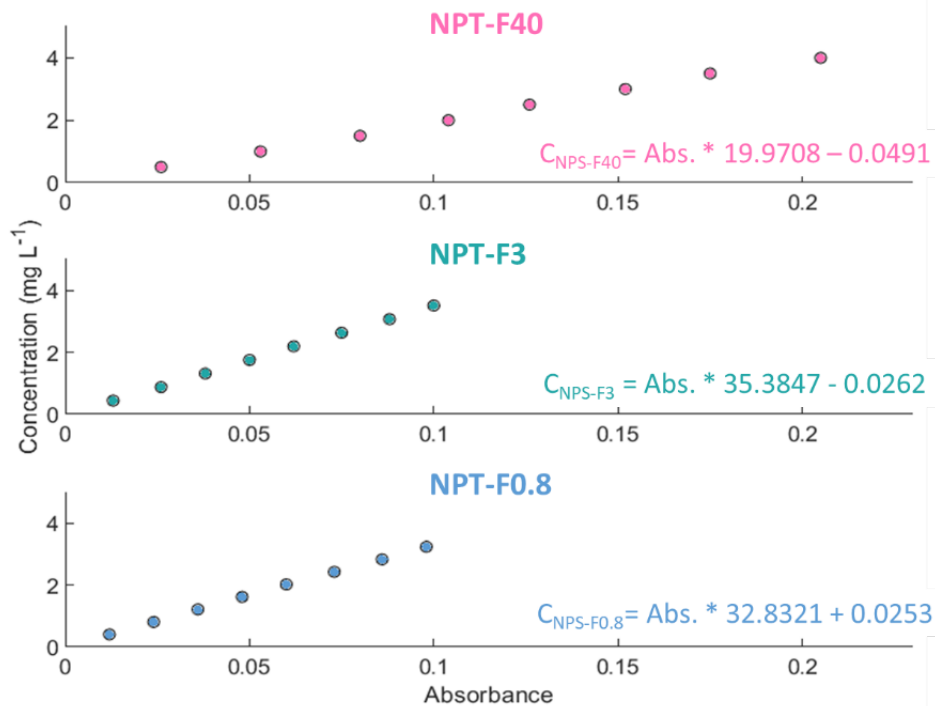 NPT-F40
4
2
0
C_NPS-F40 = Abs. * 19.9708 – 0.0491
0 0.05 0.1 0.15 0.2
Concentration (mg L⁻¹)
NPT-F3
4
2
0
C_NPS-F3 = Abs. * 35.3847 - 0.0262
0 0.05 0.1 0.15 0.2
NPT-F0.8
4
2
0
C_NPS-F0.8 = Abs. * 32.8321 + 0.0253
0 0.05 0.1 0.15 0.2
Absorbance